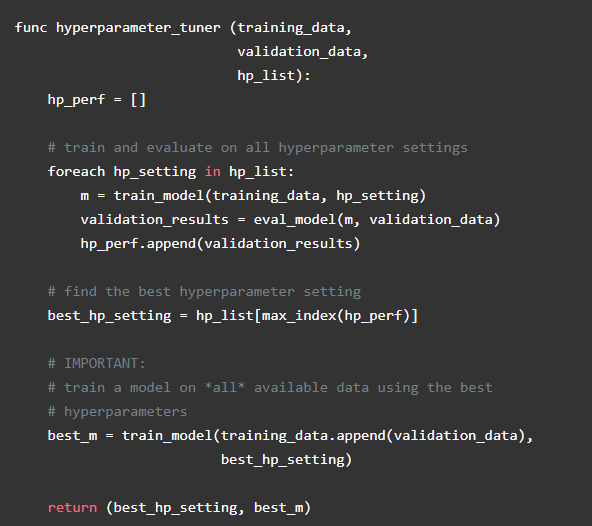 func hyperparameter_tuner (training_data,
                           validation_data,
                           hp_list):
    hp_perf = []

    # train and evaluate on all hyperparameter settings
    foreach hp_setting in hp_list:
        m = train_model(training_data, hp_setting)
        validation_results = eval_model(m, validation_data)
        hp_perf.append(validation_results)

    # find the best hyperparameter setting
    best_hp_setting = hp_list[max_index(hp_perf)]

    # IMPORTANT:
    # train a model on *all* available data using the best
    # hyperparameters
    best_m = train_model(training_data.append(validation_data),
                         best_hp_setting)

    return (best_hp_setting, best_m)